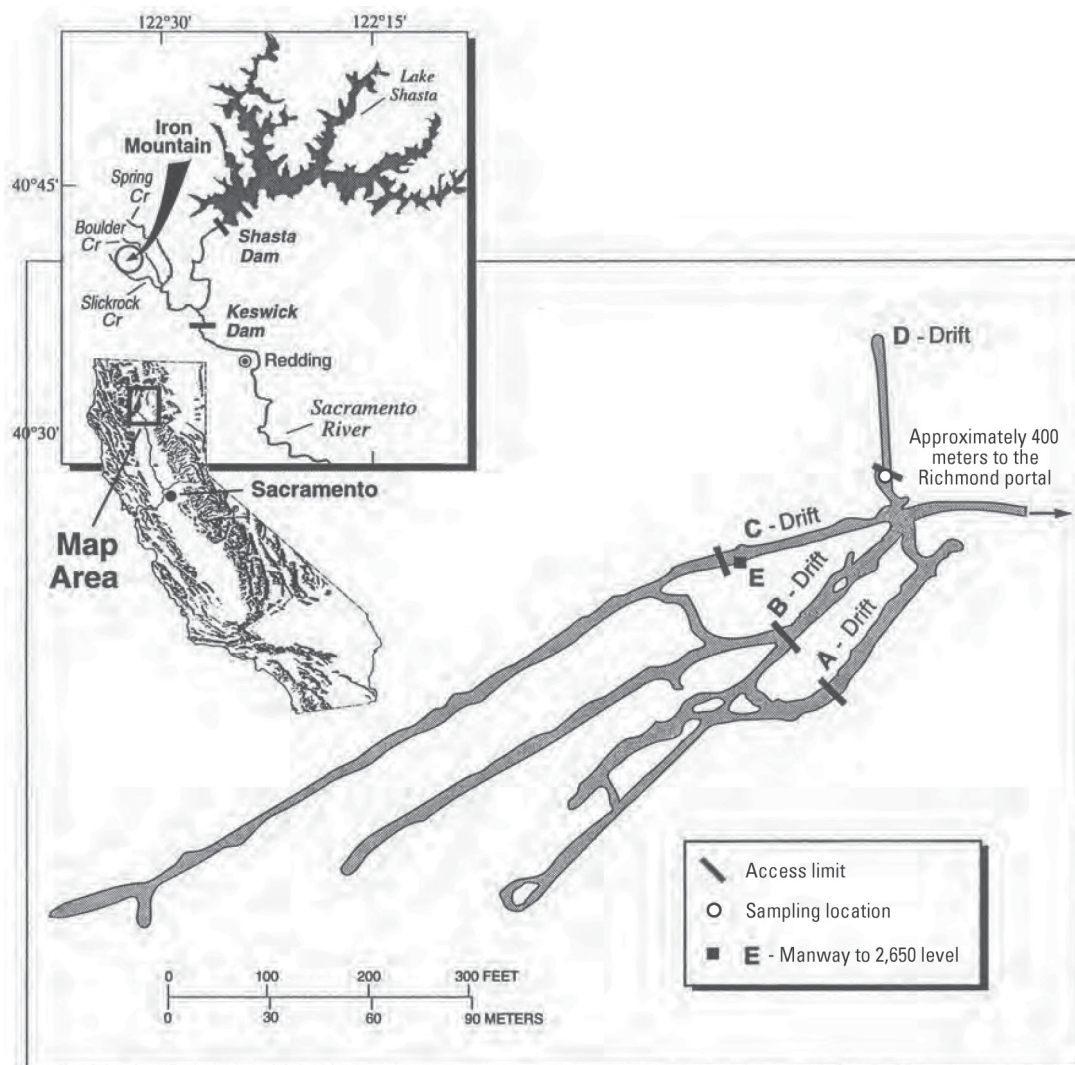 122°30'
122°15'
Lake
Shasta
Iron
Mountain
40°45'
Spring
Cr
Boulder
Cr
Shasta
Dam
Slickrock
Cr
Keswick
Dam
Redding
Sacramento
River
40°30'
Sacramento
Map
Area
D - Drift
Approximately 400
meters to the
Richmond portal
C - Drift
E
B - Drift
A - Drift
Access limit
Sampling location
E - Manway to 2,650 level
0 100 200 300 FEET
0 30 60 90 METERS